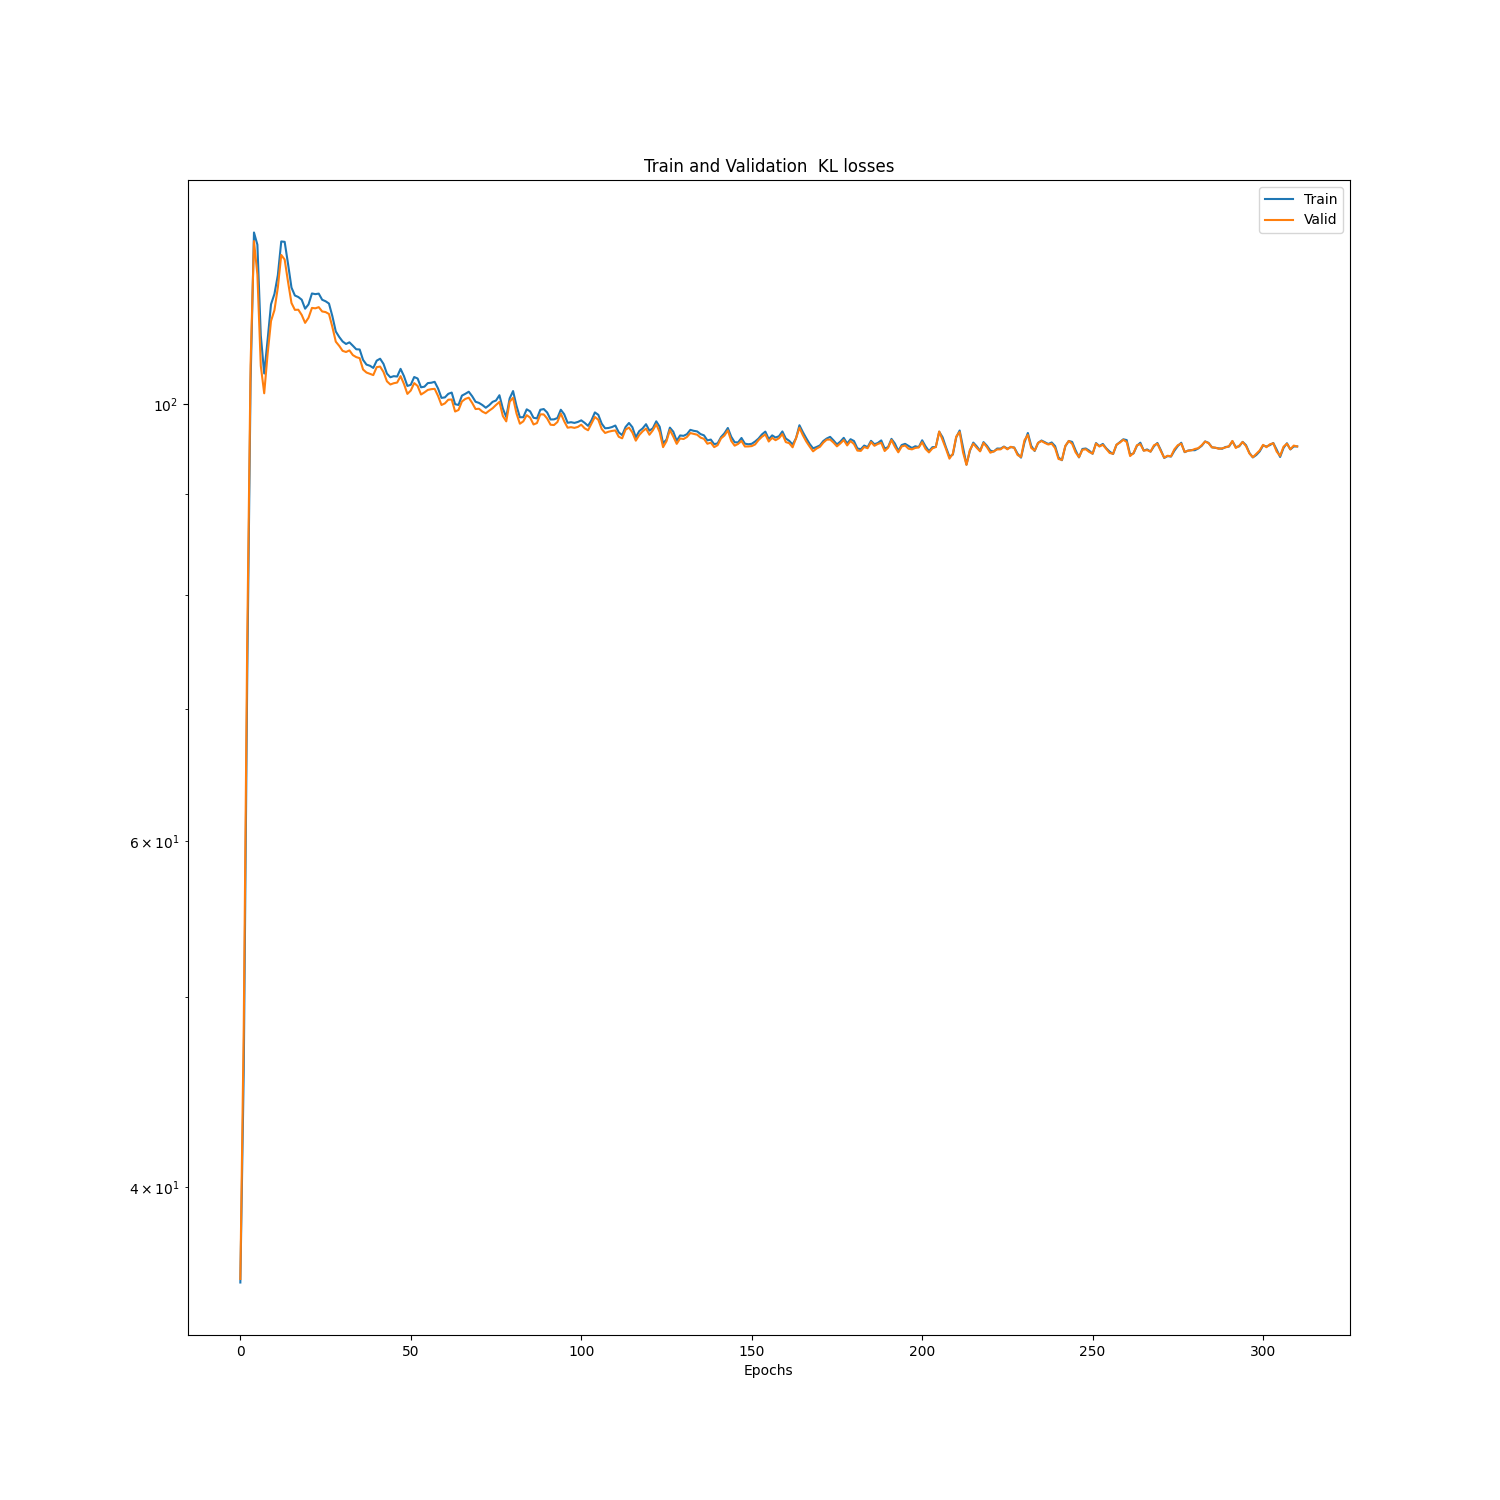 Train and Validation  KL losses
Train
Valid
10²
6 × 10¹
4 × 10¹
0 50 100 150 200 250 300
Epochs